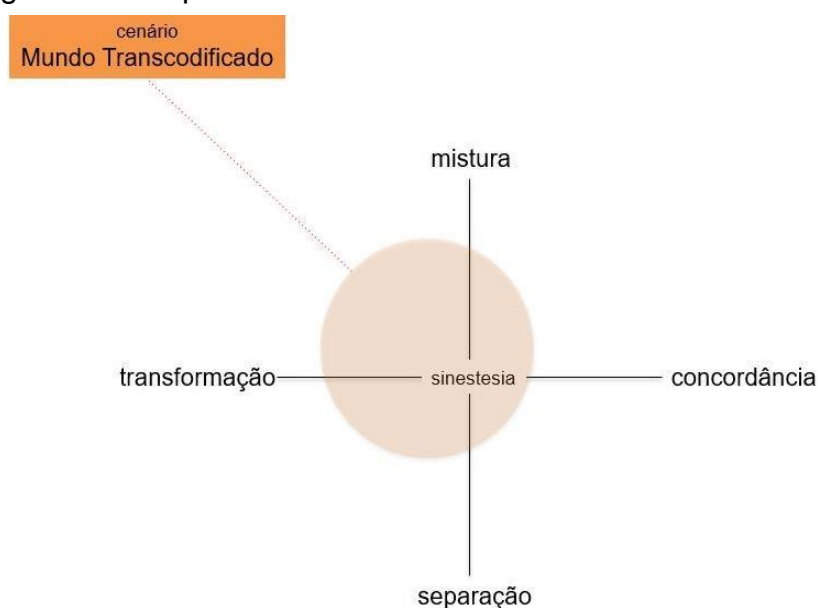 cenário
Mundo Transcodificado
mistura
transformação
sinestesia
concordância
separação